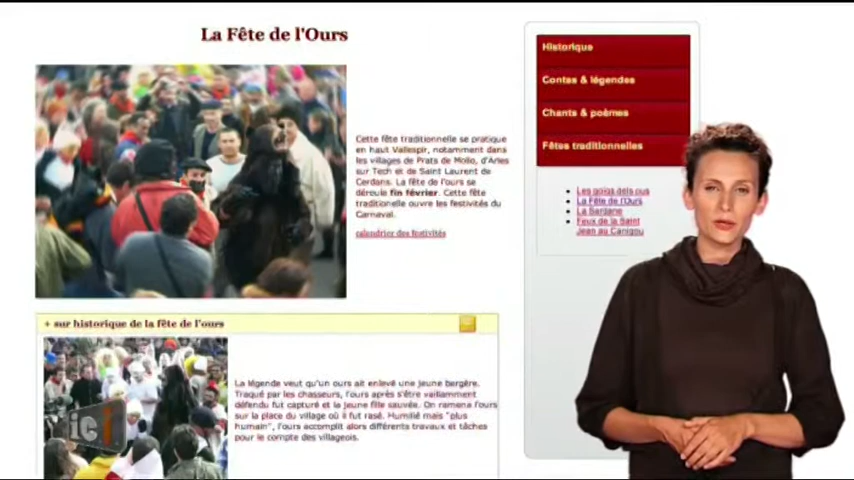 La Fête de l'Ours
Cette fête traditionnelle se pratique
en haut Vallespir, notamment dans
les villages de Prats de Mollo, d'Arles
sur Tech et de Saint Laurent de
Cerdans. La fête de l'ours se
déroule fin février. Cette fête
traditionelle ouvre les festivités du
Carnaval.
calendrier des festivités
+ sur historique de la fête de l'ours
La légende veut qu'un ours ait enlevé une jeune bergère.
Traqué par les chasseurs, l'ours après s'être vaillamment
défendu fut capturé et la jeune fille sauvée. On ramena l'ours
sur la place du village où il fut rasé. Humilié mais "plus
humain", l'ours accomplit alors différents travaux et tâches
pour le compte des villageois.
Historique
Contes & légendes
Chants & poèmes
Fêtes traditionnelles
Les goigs dels ous
La Fête de l'Ours
La Sardane
Feux de la Saint
Jean au Canigou
ici